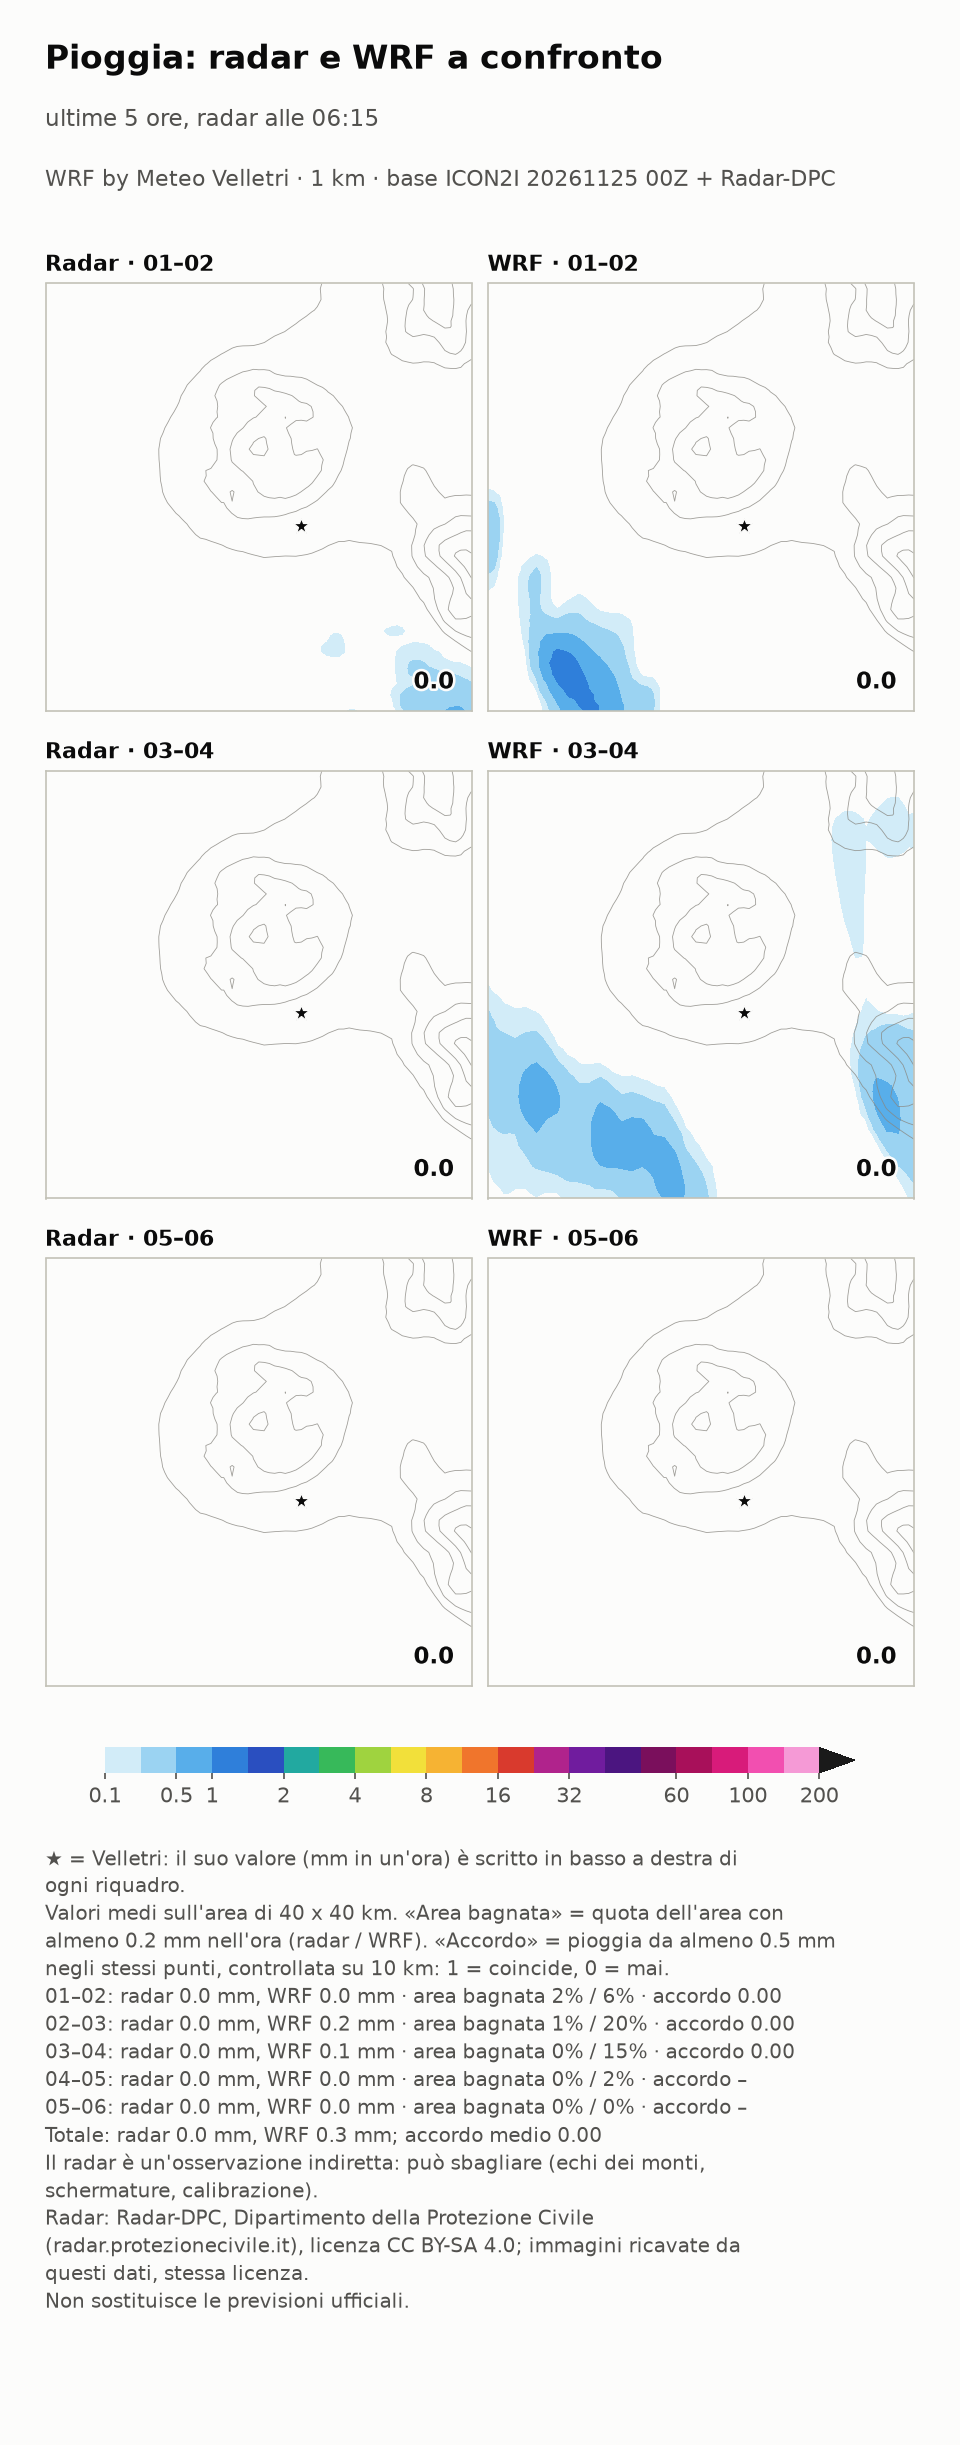 Pioggia: radar e WRF a confronto
ultime 5 ore, radar alle 06:15
WRF by Meteo Velletri · 1 km · base ICON2I 20261125 00Z + Radar-DPC
Radar · 01–02
WRF · 01–02
0.0
0.0
Radar · 03–04
WRF · 03–04
0.0
0.0
Radar · 05–06
WRF · 05–06
0.0
0.0
0.1 0.5 1 2 4 8 16 32 60 100 200
★ = Velletri: il suo valore (mm in un'ora) è scritto in basso a destra di
ogni riquadro.
Valori medi sull'area di 40 x 40 km. «Area bagnata» = quota dell'area con
almeno 0.2 mm nell'ora (radar / WRF). «Accordo» = pioggia da almeno 0.5 mm
negli stessi punti, controllata su 10 km: 1 = coincide, 0 = mai.
01–02: radar 0.0 mm, WRF 0.0 mm · area bagnata 2% / 6% · accordo 0.00
02–03: radar 0.0 mm, WRF 0.2 mm · area bagnata 1% / 20% · accordo 0.00
03–04: radar 0.0 mm, WRF 0.1 mm · area bagnata 0% / 15% · accordo 0.00
04–05: radar 0.0 mm, WRF 0.0 mm · area bagnata 0% / 2% · accordo –
05–06: radar 0.0 mm, WRF 0.0 mm · area bagnata 0% / 0% · accordo –
Totale: radar 0.0 mm, WRF 0.3 mm; accordo medio 0.00
Il radar è un'osservazione indiretta: può sbagliare (echi dei monti,
schermature, calibrazione).
Radar: Radar-DPC, Dipartimento della Protezione Civile
(radar.protezionecivile.it), licenza CC BY-SA 4.0; immagini ricavate da
questi dati, stessa licenza.
Non sostituisce le previsioni ufficiali.